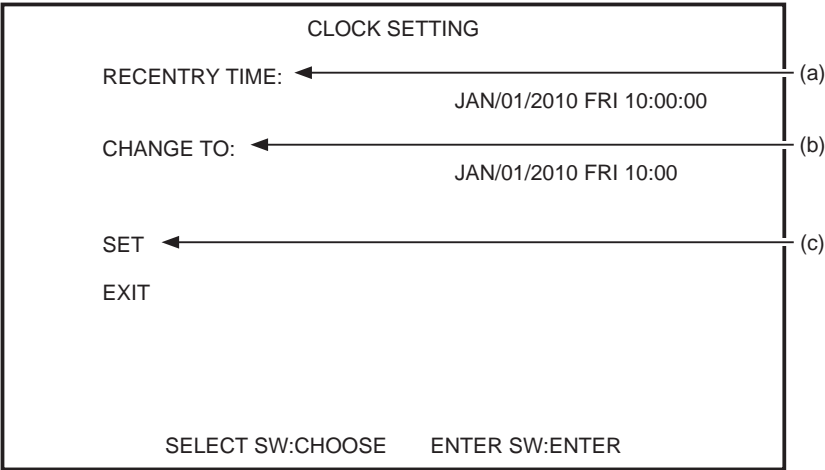 CLOCK SETTING
RECENTRY TIME: (a)
JAN/01/2010 FRI 10:00:00
CHANGE TO: (b)
JAN/01/2010 FRI 10:00
SET (c)
EXIT
SELECT SW:CHOOSE ENTER SW:ENTER